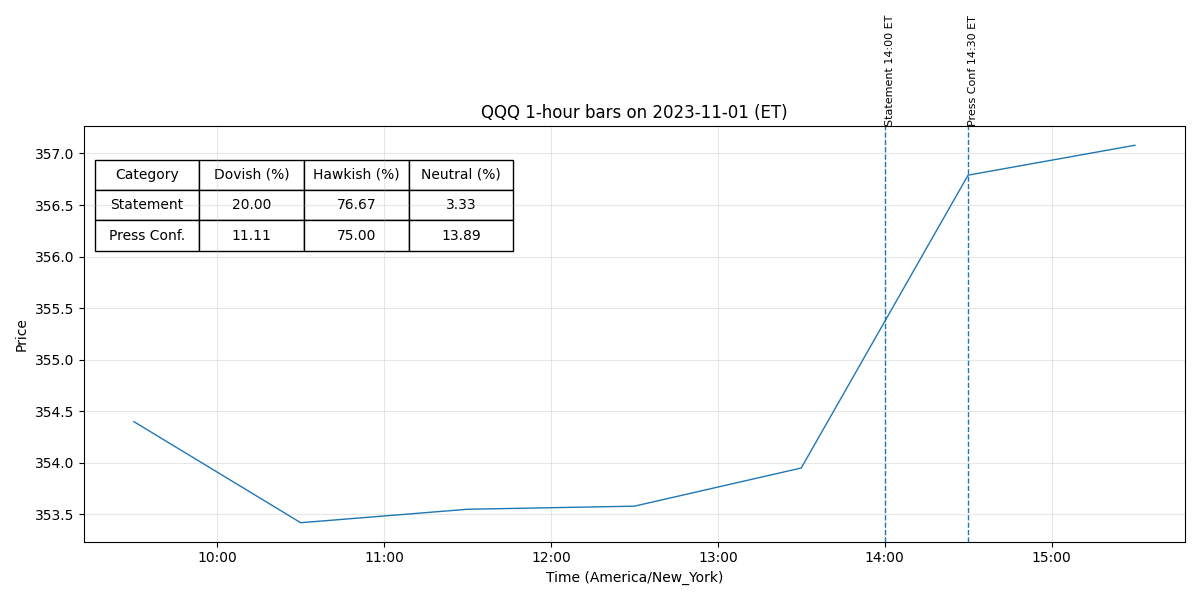 Statement 14:00 ET
Press Conf 14:30 ET
QQQ 1-hour bars on 2023-11-01 (ET)
Price
357.0
356.5
356.0
355.5
355.0
354.5
354.0
353.5
Category Dovish (%) Hawkish (%) Neutral (%)
Statement 20.00 76.67 3.33
Press Conf. 11.11 75.00 13.89
10:00 11:00 12:00 13:00 14:00 15:00
Time (America/New_York)